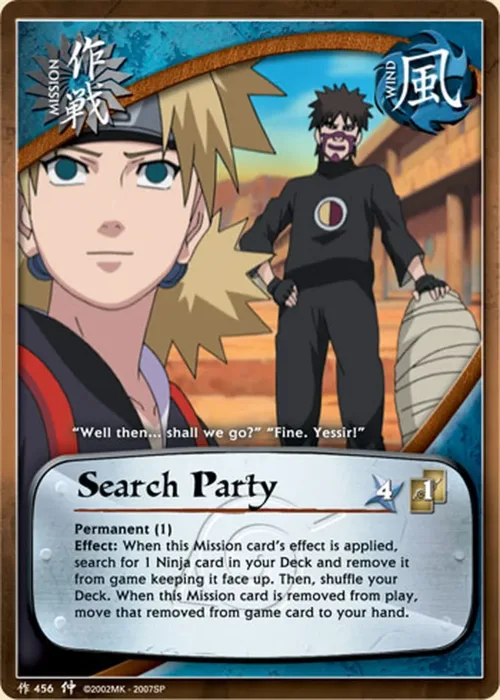 MISSION
作戦
WIND
風
"Well then... shall we go?" "Fine. Yessir!"
Search Party
4
1
Permanent (1)
Effect: When this Mission card's effect is applied,
search for 1 Ninja card in your Deck and remove it
from game keeping it face up. Then, shuffle your
Deck. When this Mission card is removed from play,
move that removed from game card to your hand.
作 456 仲 ©2002MK - 2007SP